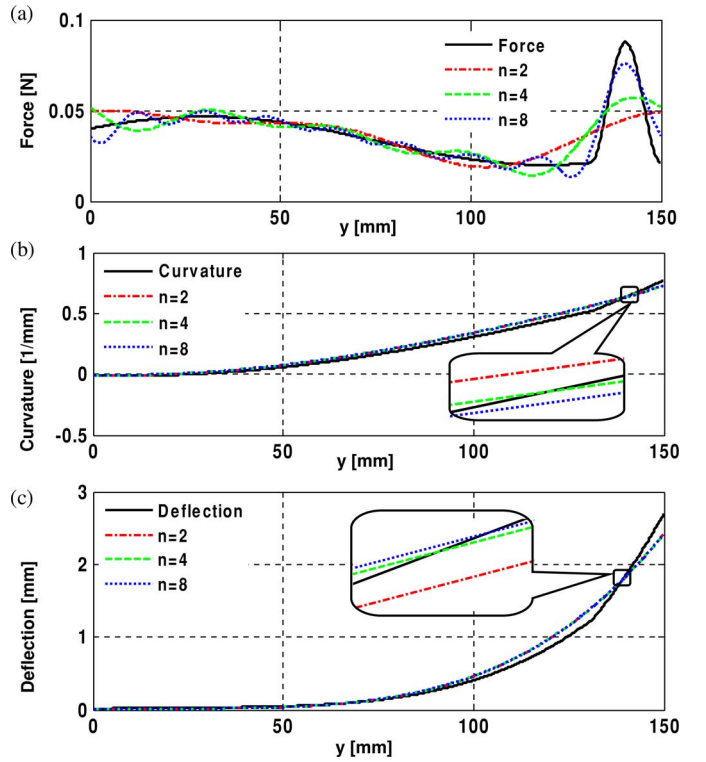 (a)
0.1
0.05
0
Force [N]
Force
n=2
n=4
n=8
0
50
100
150
y [mm]
(b)
1
0.5
0
-0.5
Curvature [1/mm]
Curvature
n=2
n=4
n=8
0
50
100
150
y [mm]
(c)
3
2
1
0
Deflection [mm]
Deflection
n=2
n=4
n=8
0
50
100
150
y [mm]